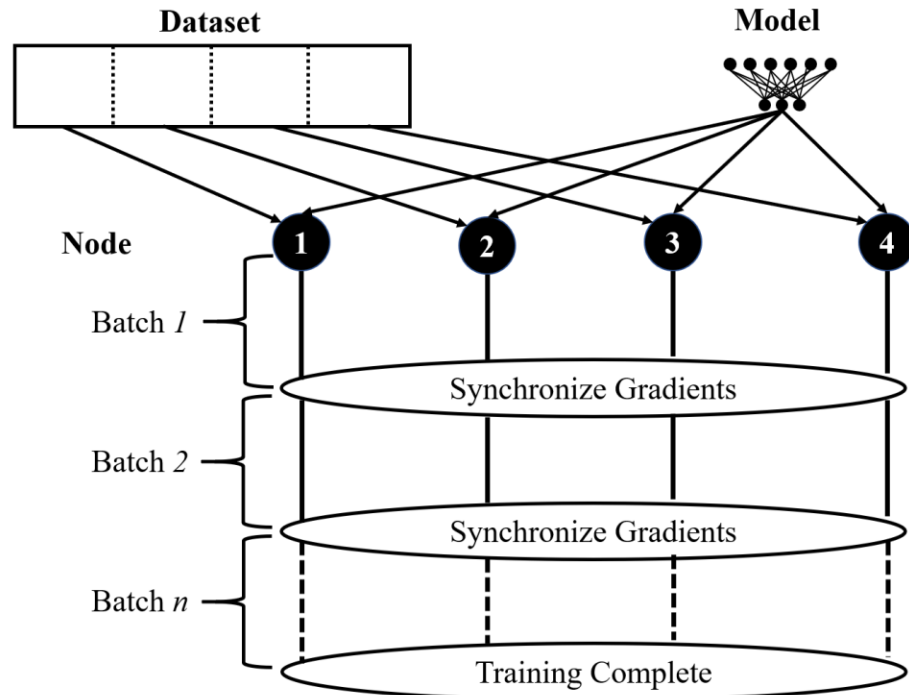 Dataset
Model
Node
1
2
3
4
Batch 1
Synchronize Gradients
Batch 2
Synchronize Gradients
Batch n
Training Complete